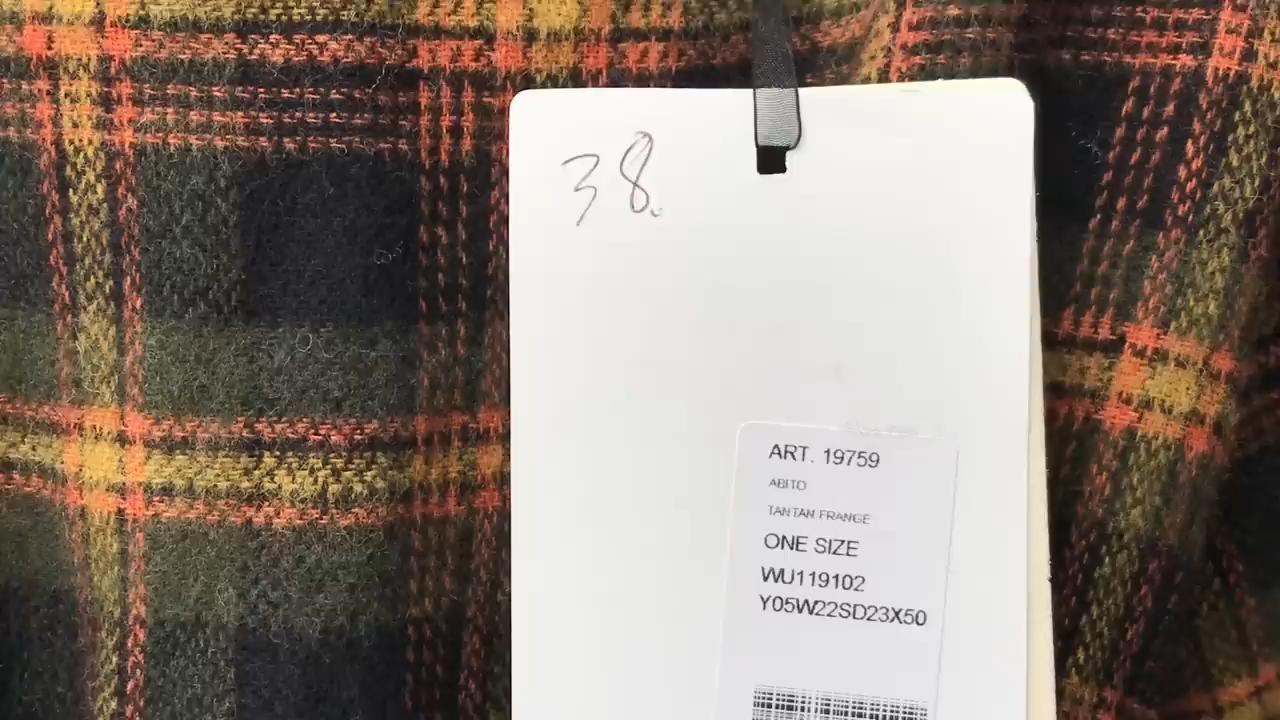 38.
ART. 19759
ABITO
TANTAN FRANGE
ONE SIZE
WU119102
Y05W22SD23X50